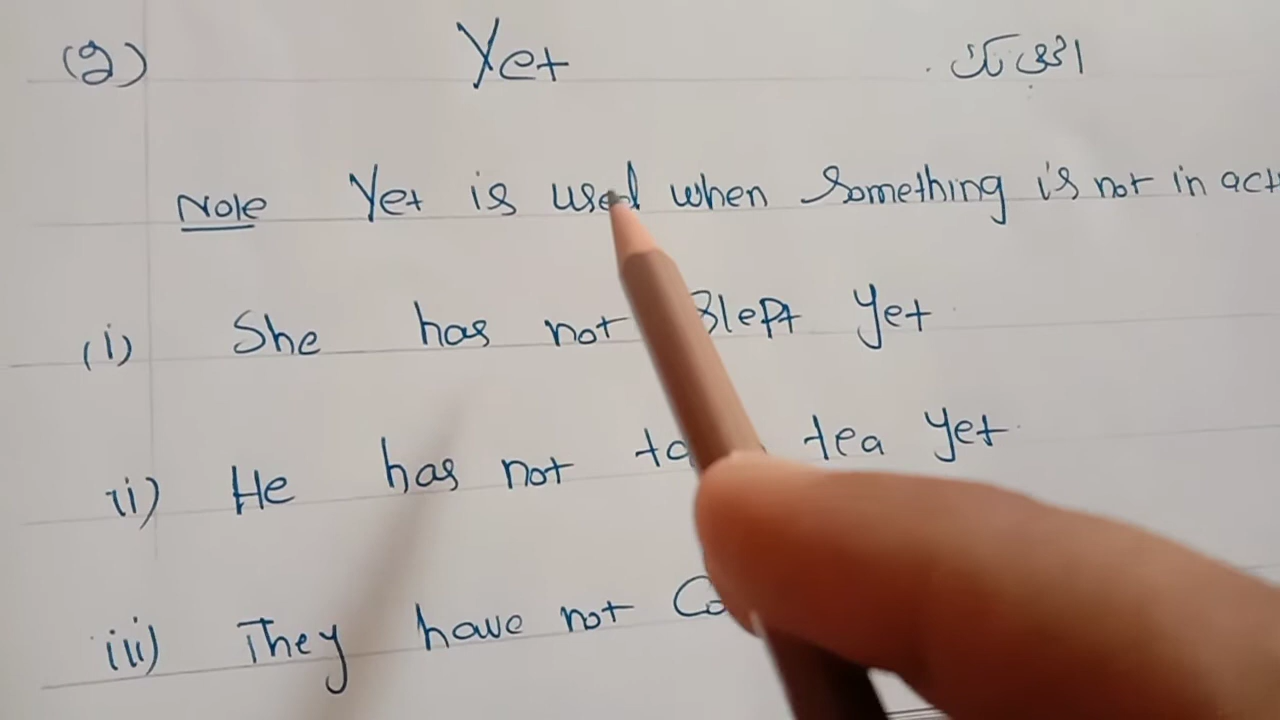 (2) Yet ابھی تک
Note Yet is used when Something is not in act
(i) She has not Slept Yet
ii) He has not tea Yet
iii) They have not